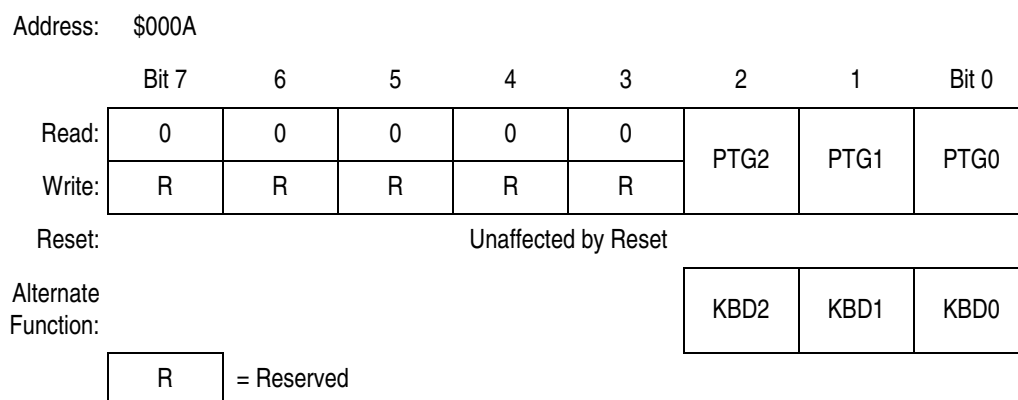 Address: $000A
Bit 7 6 5 4 3 2 1 Bit 0
Read: 0 0 0 0 0 PTG2 PTG1 PTG0
Write: R R R R R
Reset: Unaffected by Reset
Alternate
Function: KBD2 KBD1 KBD0
R = Reserved